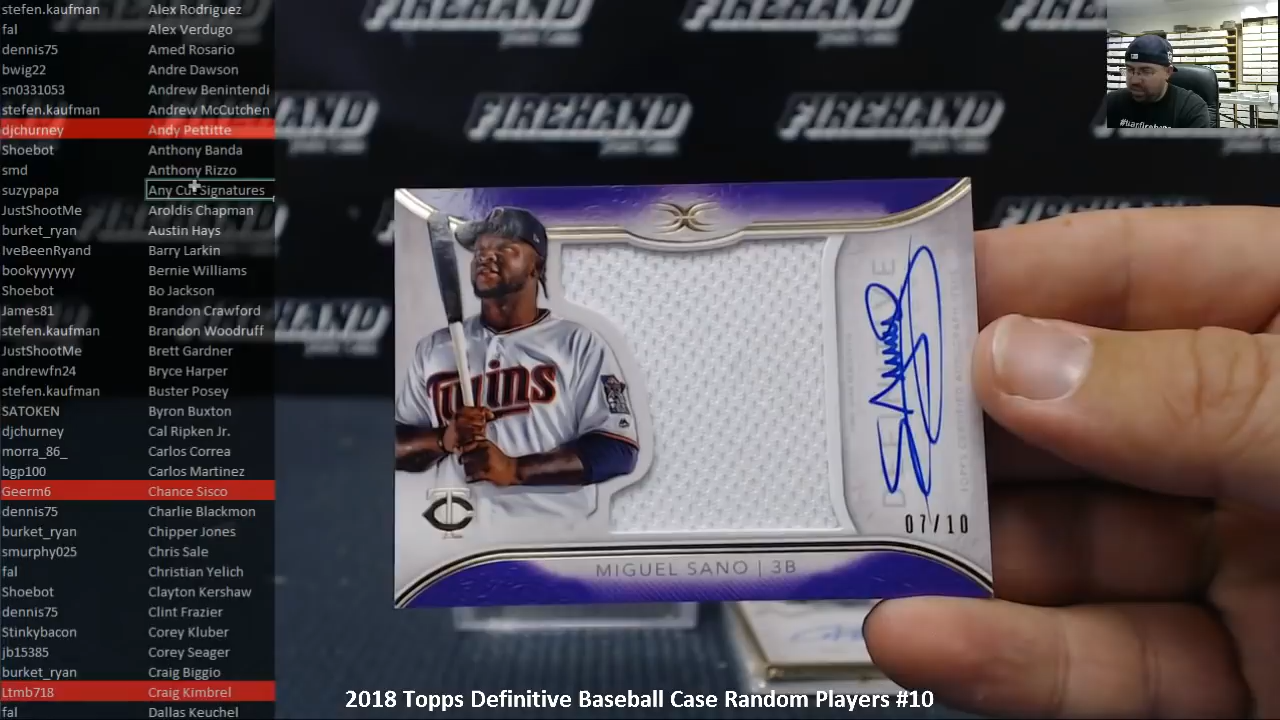 stefen.kaufman Alex Rodriguez
fal Alex Verdugo
dennis75 Amed Rosario
bwig22 Andre Dawson
sn0331053 Andrew Benintendi
stefen.kaufman Andrew McCutchen
djchurney Andy Pettitte
Shoebot Anthony Banda
smd Anthony Rizzo
suzypapa Any Cut Signatures
JustShootMe Aroldis Chapman
burket_ryan Austin Hays
IveBeenRyand Barry Larkin
bookyyyyyy Bernie Williams
Shoebot Bo Jackson
James81 Brandon Crawford
stefen.kaufman Brandon Woodruff
JustShootMe Brett Gardner
andrewfn24 Bryce Harper
stefen.kaufman Buster Posey
SATOKEN Byron Buxton
djchurney Cal Ripken Jr.
morra_86_ Carlos Correa
bgp100 Carlos Martinez
Geerm6 Chance Sisco
dennis75 Charlie Blackmon
burket_ryan Chipper Jones
smurphy025 Chris Sale
fal Christian Yelich
Shoebot Clayton Kershaw
dennis75 Clint Frazier
Stinkybacon Corey Kluber
jb15385 Corey Seager
burket_ryan Craig Biggio
Ltmb718 Craig Kimbrel
fal Dallas Keuchel
FIREHAND
FIREHAND
FIREHAND
Twins
TC
07/10
MIGUEL SANO | 3B
2018 Topps Definitive Baseball Case Random Players #10